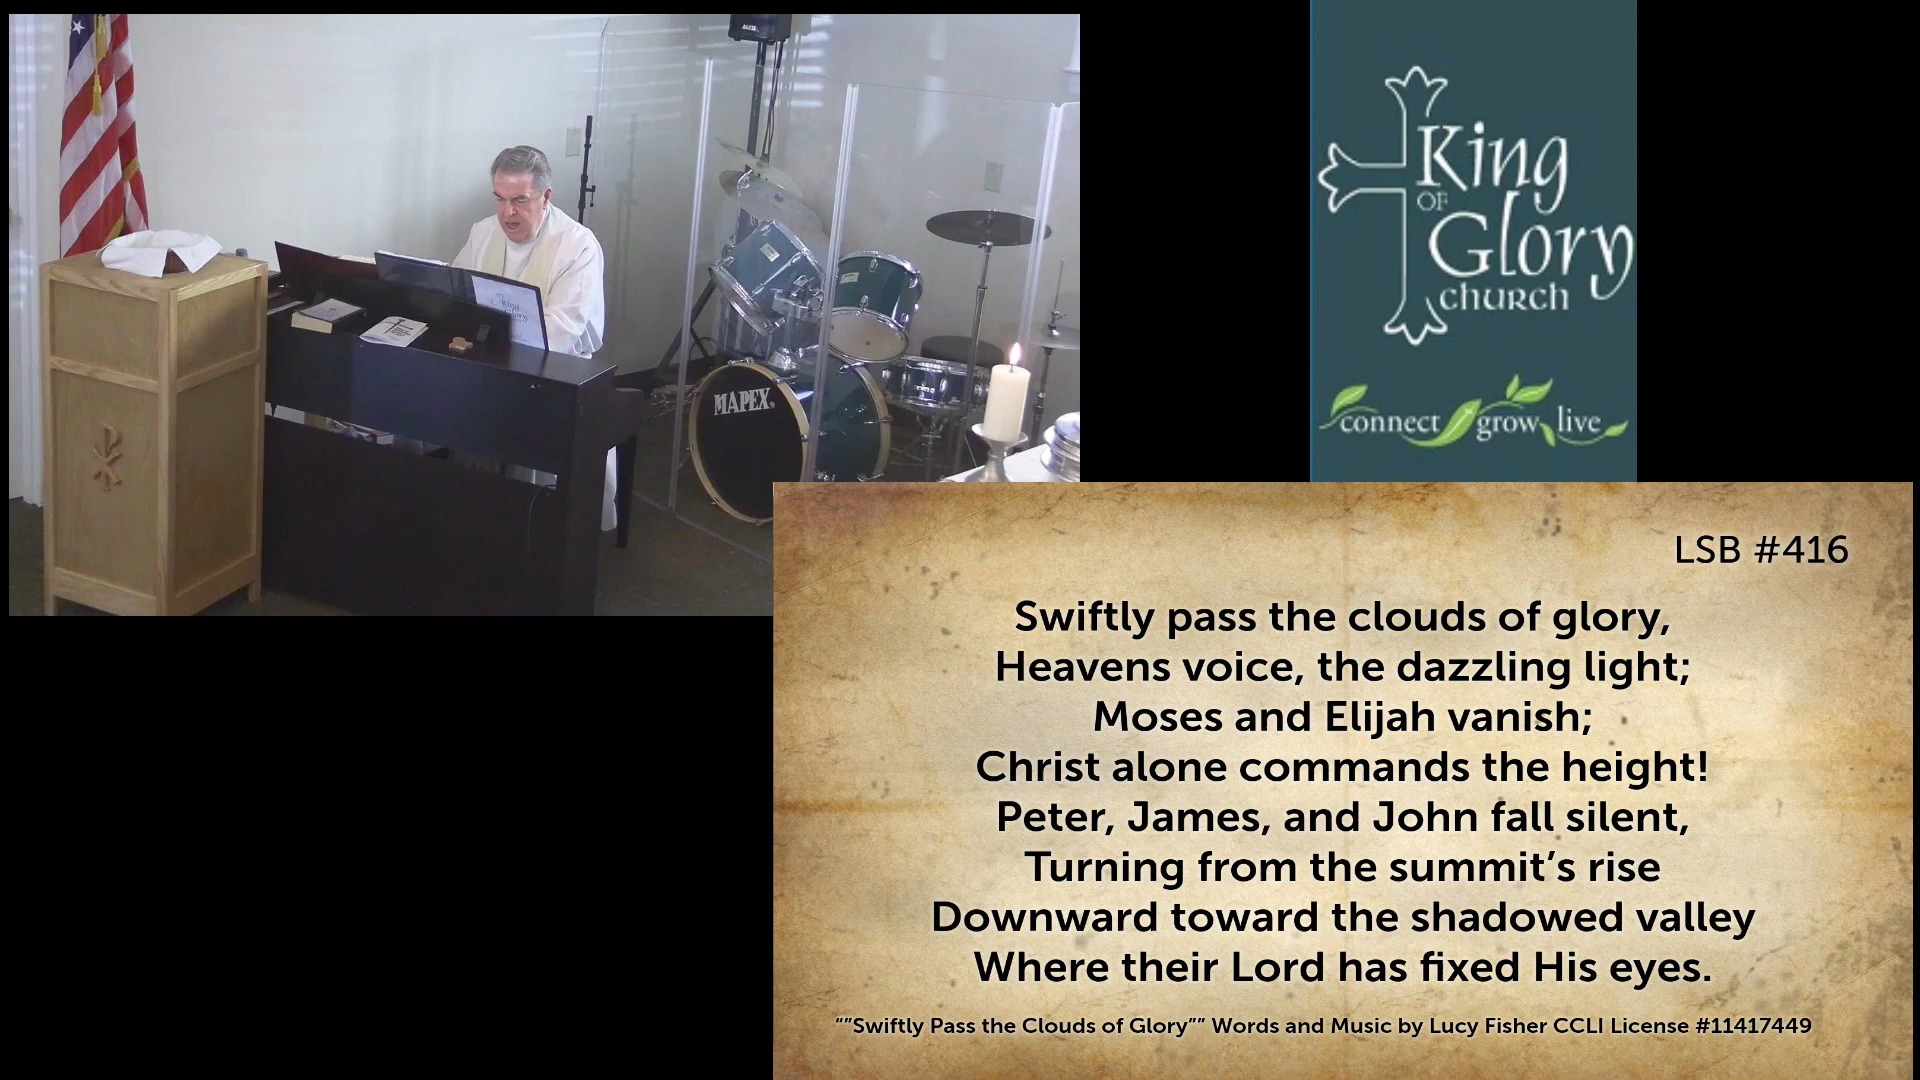 MAPEX
King
OF
Glory
church
connect grow live
LSB #416
Swiftly pass the clouds of glory,
Heavens voice, the dazzling light;
Moses and Elijah vanish;
Christ alone commands the height!
Peter, James, and John fall silent,
Turning from the summit’s rise
Downward toward the shadowed valley
Where their Lord has fixed His eyes.
“”Swiftly Pass the Clouds of Glory”” Words and Music by Lucy Fisher CCLI License #11417449